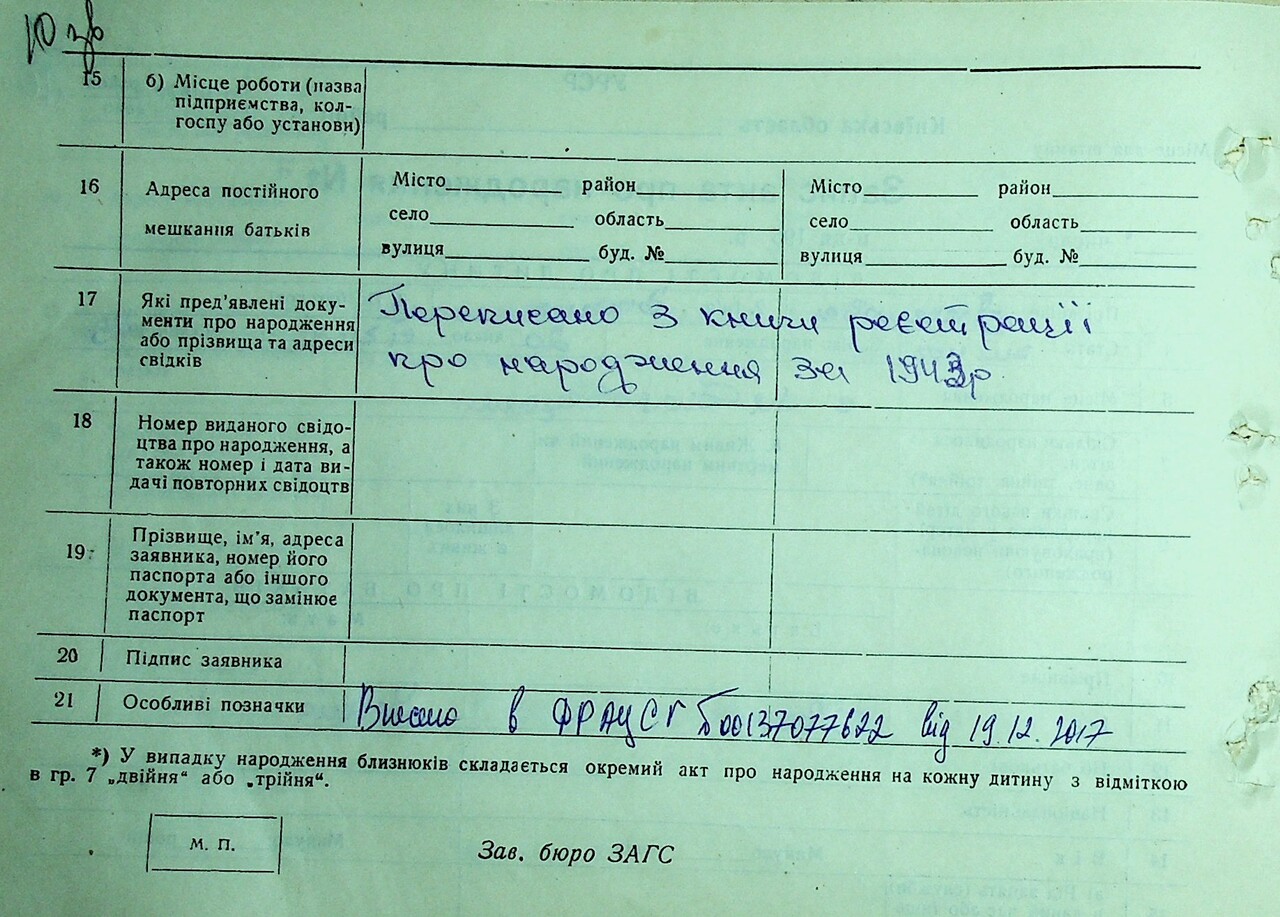 15 б) Місце роботи (назва
підприємства, кол-
госпу або установи)
16 Адреса постійного
мешкання батьків
Місто район
село область
вулиця буд. №
Місто район
село область
вулиця буд. №
17 Які пред'явлені доку-
менти про народження
або прізвища та адреси
свідків
Переписано з книги реєстрації
про народження за 1943р
18 Номер виданого свідо-
цтва про народження, а
також номер і дата ви-
дачі повторних свідоцтв
19 Прізвище, ім'я, адреса
заявника, номер його
паспорта або іншого
документа, що замінює
паспорт
20 Підпис заявника
21 Особливі позначки Внесено в ФРАЦСГ 00137077622 від 19.12.2017
*) У випадку народження близнюків складається окремий акт про народження на кожну дитину з відміткою
в гр. 7 „двійня“ або „трійня“.
м. п.
Зав. бюро ЗАГС